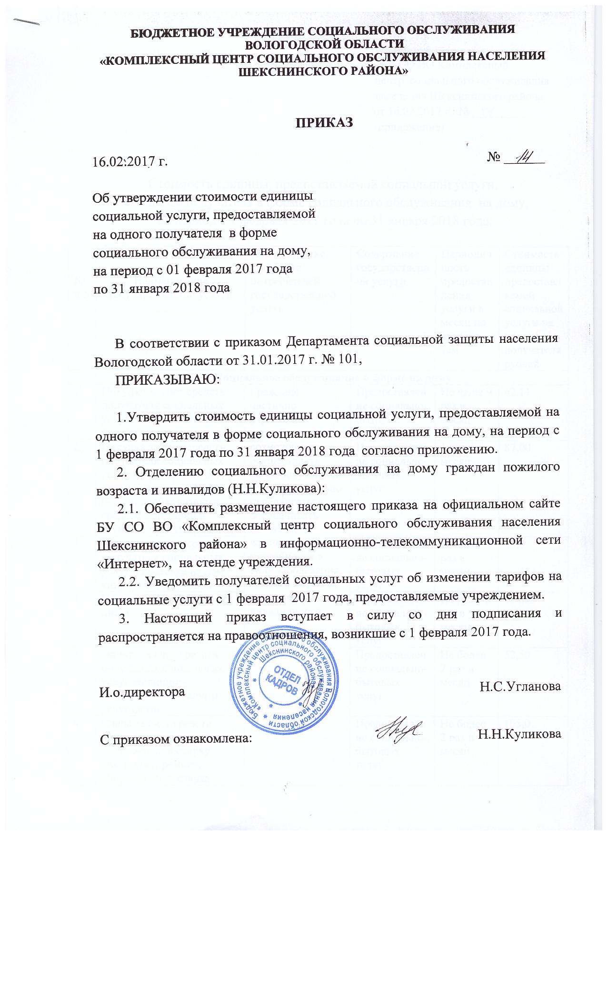 БЮДЖЕТНОЕ УЧРЕЖДЕНИЕ СОЦИАЛЬНОГО ОБСЛУЖИВАНИЯ
ВОЛОГОДСКОЙ ОБЛАСТИ
«КОМПЛЕКСНЫЙ ЦЕНТР СОЦИАЛЬНОГО ОБСЛУЖИВАНИЯ НАСЕЛЕНИЯ
ШЕКСНИНСКОГО РАЙОНА»
ПРИКАЗ
16.02.2017 г. № 14
Об утверждении стоимости единицы
социальной услуги, предоставляемой
на одного получателя в форме
социального обслуживания на дому,
на период с 01 февраля 2017 года
по 31 января 2018 года
В соответствии с приказом Департамента социальной защиты населения
Вологодской области от 31.01.2017 г. № 101,
ПРИКАЗЫВАЮ:
1.Утвердить стоимость единицы социальной услуги, предоставляемой на
одного получателя в форме социального обслуживания на дому, на период с
1 февраля 2017 года по 31 января 2018 года согласно приложению.
2. Отделению социального обслуживания на дому граждан пожилого
возраста и инвалидов (Н.Н.Куликова):
2.1. Обеспечить размещение настоящего приказа на официальном сайте
БУ СО ВО «Комплексный центр социального обслуживания населения
Шекснинского района» в информационно-телекоммуникационной сети
«Интернет», на стенде учреждения.
2.2. Уведомить получателей социальных услуг об изменении тарифов на
социальные услуги с 1 февраля 2017 года, предоставляемые учреждением.
3. Настоящий приказ вступает в силу со дня подписания и
распространяется на правоотношения, возникшие с 1 февраля 2017 года.
Бюджетное учреждение социального обслуживания Вологодской области
«Комплексный центр социального обслуживания населения
Шекснинского района»
ОТДЕЛ
КАДРОВ
И.о.директора Н.С.Угланова
С приказом ознакомлена: Н.Н.Куликова